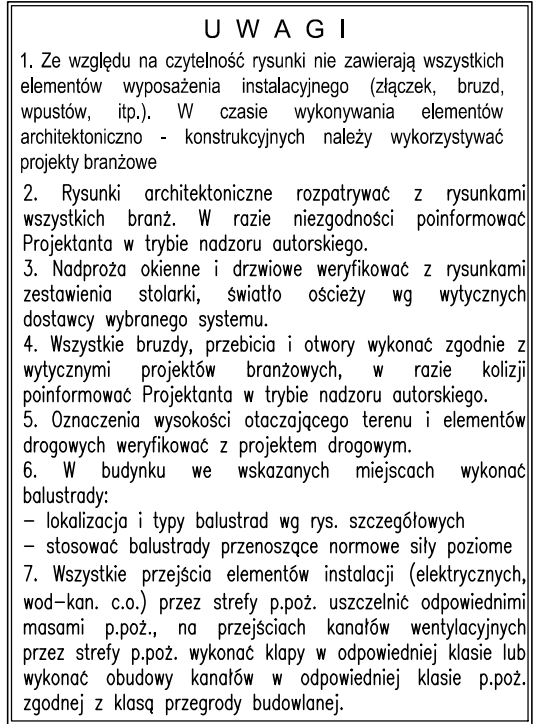 U W A G I
1. Ze względu na czytelność rysunki nie zawierają wszystkich
elementów wyposażenia instalacyjnego (złączek, bruzd,
wpustów, itp.). W czasie wykonywania elementów
architektoniczno - konstrukcyjnych należy wykorzystywać
projekty branżowe
2. Rysunki architektoniczne rozpatrywać z rysunkami
wszystkich branż. W razie niezgodności poinformować
Projektanta w trybie nadzoru autorskiego.
3. Nadproża okienne i drzwiowe weryfikować z rysunkami
zestawienia stolarki, światło ościeży wg wytycznych
dostawcy wybranego systemu.
4. Wszystkie bruzdy, przebicia i otwory wykonać zgodnie z
wytycznymi projektów branżowych, w razie kolizji
poinformować Projektanta w trybie nadzoru autorskiego.
5. Oznaczenia wysokości otaczającego terenu i elementów
drogowych weryfikować z projektem drogowym.
6. W budynku we wskazanych miejscach wykonać
balustrady:
– lokalizacja i typy balustrad wg rys. szczegółowych
– stosować balustrady przenoszące normowe siły poziome
7. Wszystkie przejścia elementów instalacji (elektrycznych,
wod–kan. c.o.) przez strefy p.poż. uszczelnić odpowiednimi
masami p.poż., na przejściach kanałów wentylacyjnych
przez strefy p.poż. wykonać klapy w odpowiedniej klasie lub
wykonać obudowy kanałów w odpowiedniej klasie p.poż.
zgodnej z klasą przegrody budowlanej.